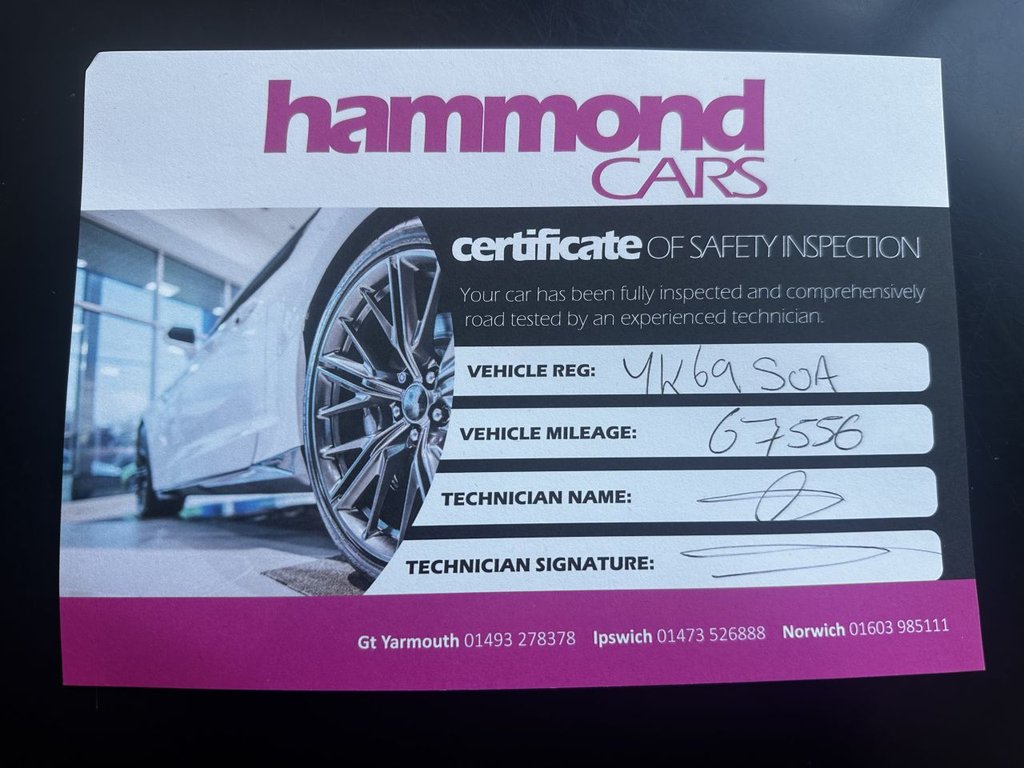 hammond
CARS
certificate OF SAFETY INSPECTION
Your car has been fully inspected and comprehensively
road tested by an experienced technician.
VEHICLE REG: YK69 SOA
VEHICLE MILEAGE: 67556
TECHNICIAN NAME:
TECHNICIAN SIGNATURE:
Gt Yarmouth 01493 278378 Ipswich 01473 526888 Norwich 01603 985111